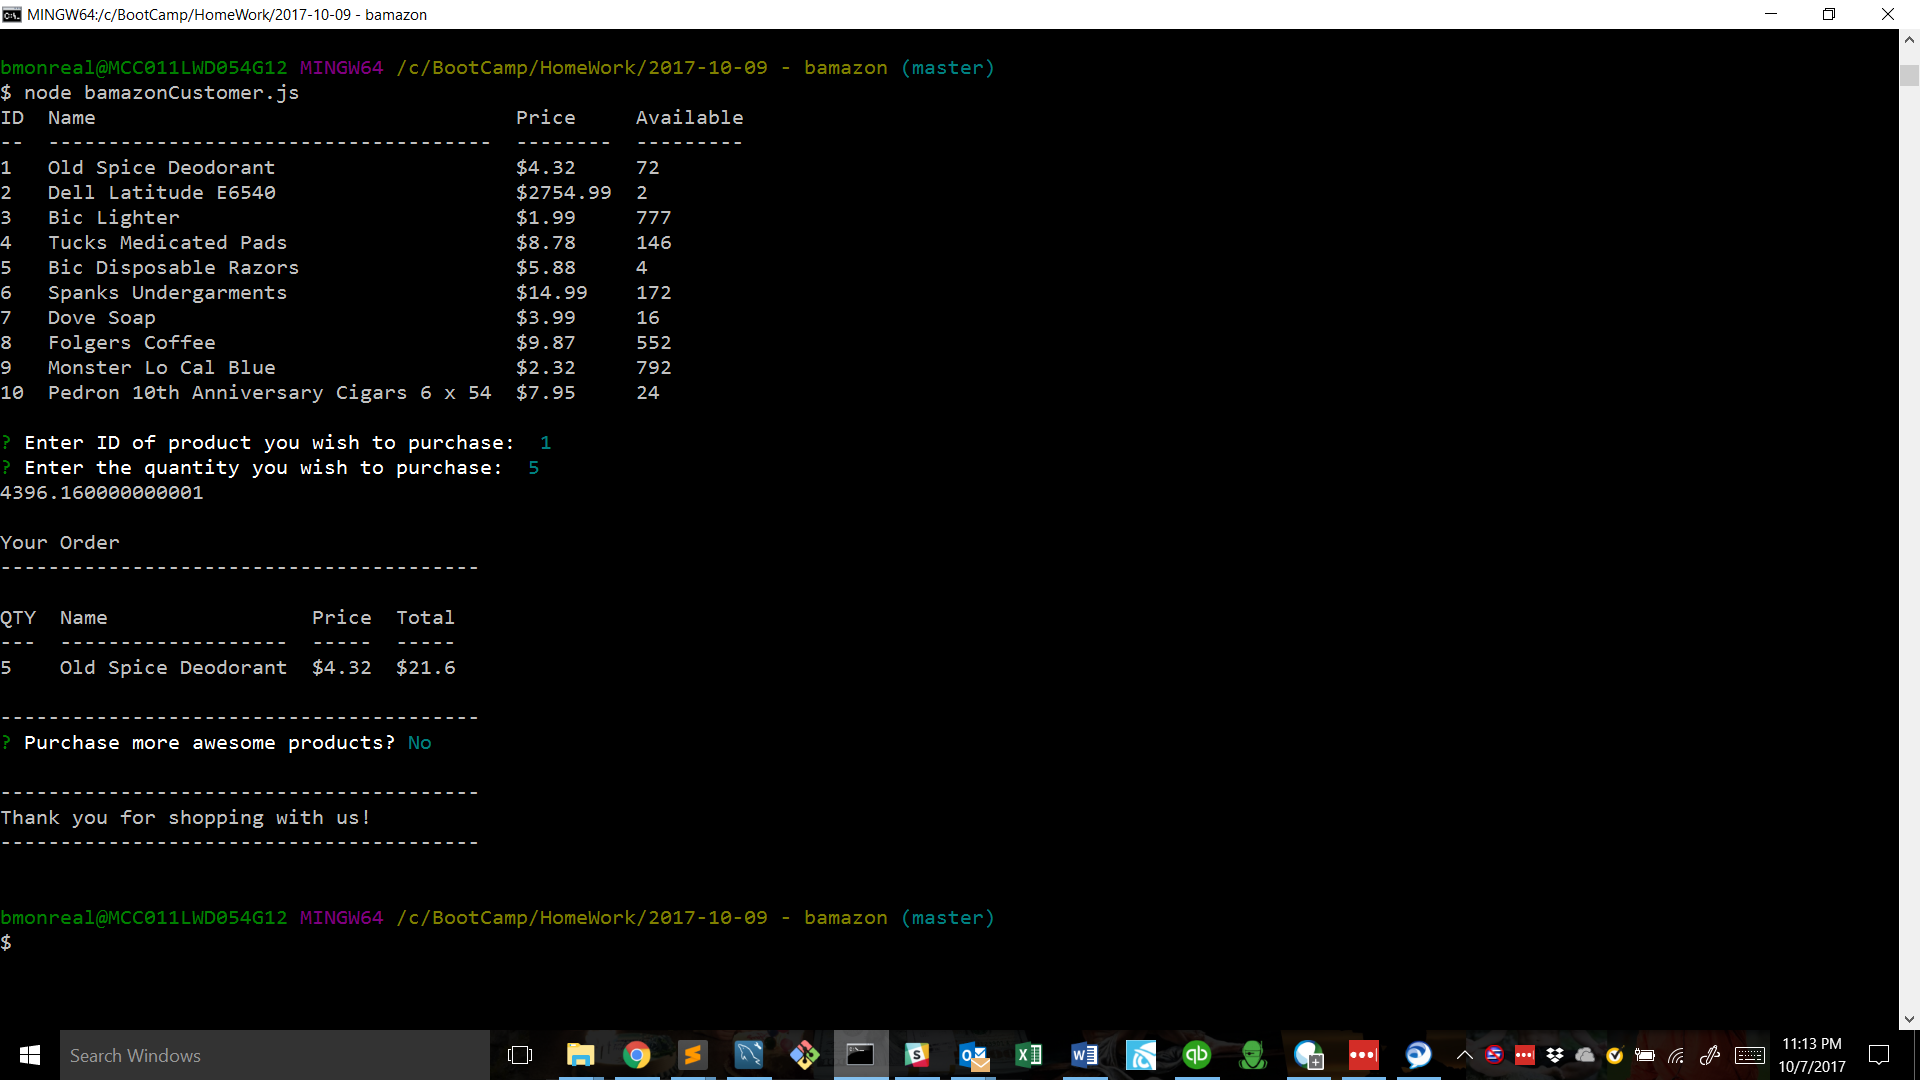 MINGW64:/c/BootCamp/HomeWork/2017-10-09 - bamazon
bmonreal@MCC011LWD054G12 MINGW64 /c/BootCamp/HomeWork/2017-10-09 - bamazon (master)
$ node bamazonCustomer.js
ID  Name                                   Price     Available
--  -------------------------------------  --------  ---------
1   Old Spice Deodorant                    $4.32     72
2   Dell Latitude E6540                    $2754.99  2
3   Bic Lighter                            $1.99     777
4   Tucks Medicated Pads                   $8.78     146
5   Bic Disposable Razors                  $5.88     4
6   Spanks Undergarments                   $14.99    172
7   Dove Soap                              $3.99     16
8   Folgers Coffee                         $9.87     552
9   Monster Lo Cal Blue                    $2.32     792
10  Pedron 10th Anniversary Cigars 6 x 54  $7.95     24
? Enter ID of product you wish to purchase:  1
? Enter the quantity you wish to purchase:  5
4396.160000000001
Your Order
----------------------------------------
QTY  Name                 Price  Total
---  -------------------  -----  -----
5    Old Spice Deodorant  $4.32  $21.6
----------------------------------------
? Purchase more awesome products? No
----------------------------------------
Thank you for shopping with us!
----------------------------------------
bmonreal@MCC011LWD054G12 MINGW64 /c/BootCamp/HomeWork/2017-10-09 - bamazon (master)
$
Search Windows
11:13 PM
10/7/2017